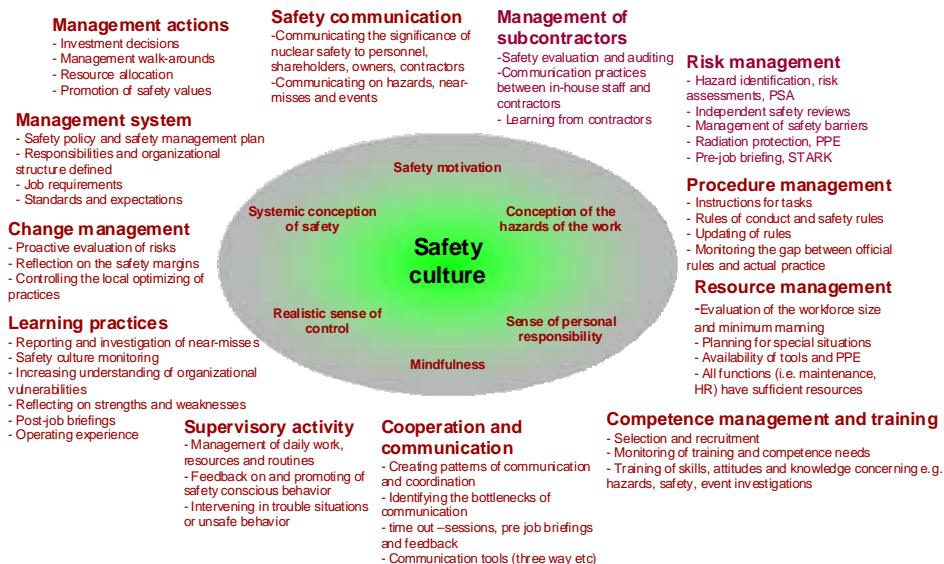 Management actions
- Investment decisions
- Management walk-arounds
- Resource allocation
- Promotion of safety values
Safety communication
-Communicating the significance of
nuclear safety to personnel,
shareholders, owners, contractors
-Communicating on hazards, near-
misses and events
Management of
subcontractors
-Safety evaluation and auditing
-Communication practices
between in-house staff and
contractors
- Learning from contractors
Risk management
- Hazard identification, risk
assessments, PSA
- Independent safety reviews
- Management of safety barriers
- Radiation protection, PPE
- Pre-job briefing, STARK
Management system
- Safety policy and safety management plan
- Responsibilities and organizational
structure defined
- Job requirements
- Standards and expectations
Procedure management
- Instructions for tasks
- Rules of conduct and safety rules
- Updating of rules
- Monitoring the gap between official
rules and actual practice
Change management
- Proactive evaluation of risks
- Reflection on the safety margins
- Controlling the local optimizing of
practices
Resource management
-Evaluation of the workforce size
and minimum manning
- Planning for special situations
- Availability of tools and PPE
- All functions (i.e. maintenance,
HR) have sufficient resources
Learning practices
- Reporting and investigation of near-misses
- Safety culture monitoring
- Increasing understanding of organizational
vulnerabilities
- Reflecting on strengths and weaknesses
- Post-job briefings
- Operating experience
Safety motivation
Systemic conception
of safety
Conception of the
hazards of the work
Safety
culture
Realistic sense of
control
Sense of personal
responsibility
Mindfulness
Supervisory activity
- Management of daily work,
resources and routines
- Feedback on and promoting of
safety conscious behavior
- Intervening in trouble situations
or unsafe behavior
Cooperation and
communication
- Creating patterns of communication
and coordination
- Identifying the bottlenecks of
communication
- time out –sessions, pre job briefings
and feedback
- Communication tools (three way etc)
Competence management and training
- Selection and recruitment
- Monitoring of training and competence needs
- Training of skills, attitudes and knowledge concerning e.g.
hazards, safety, event investigations